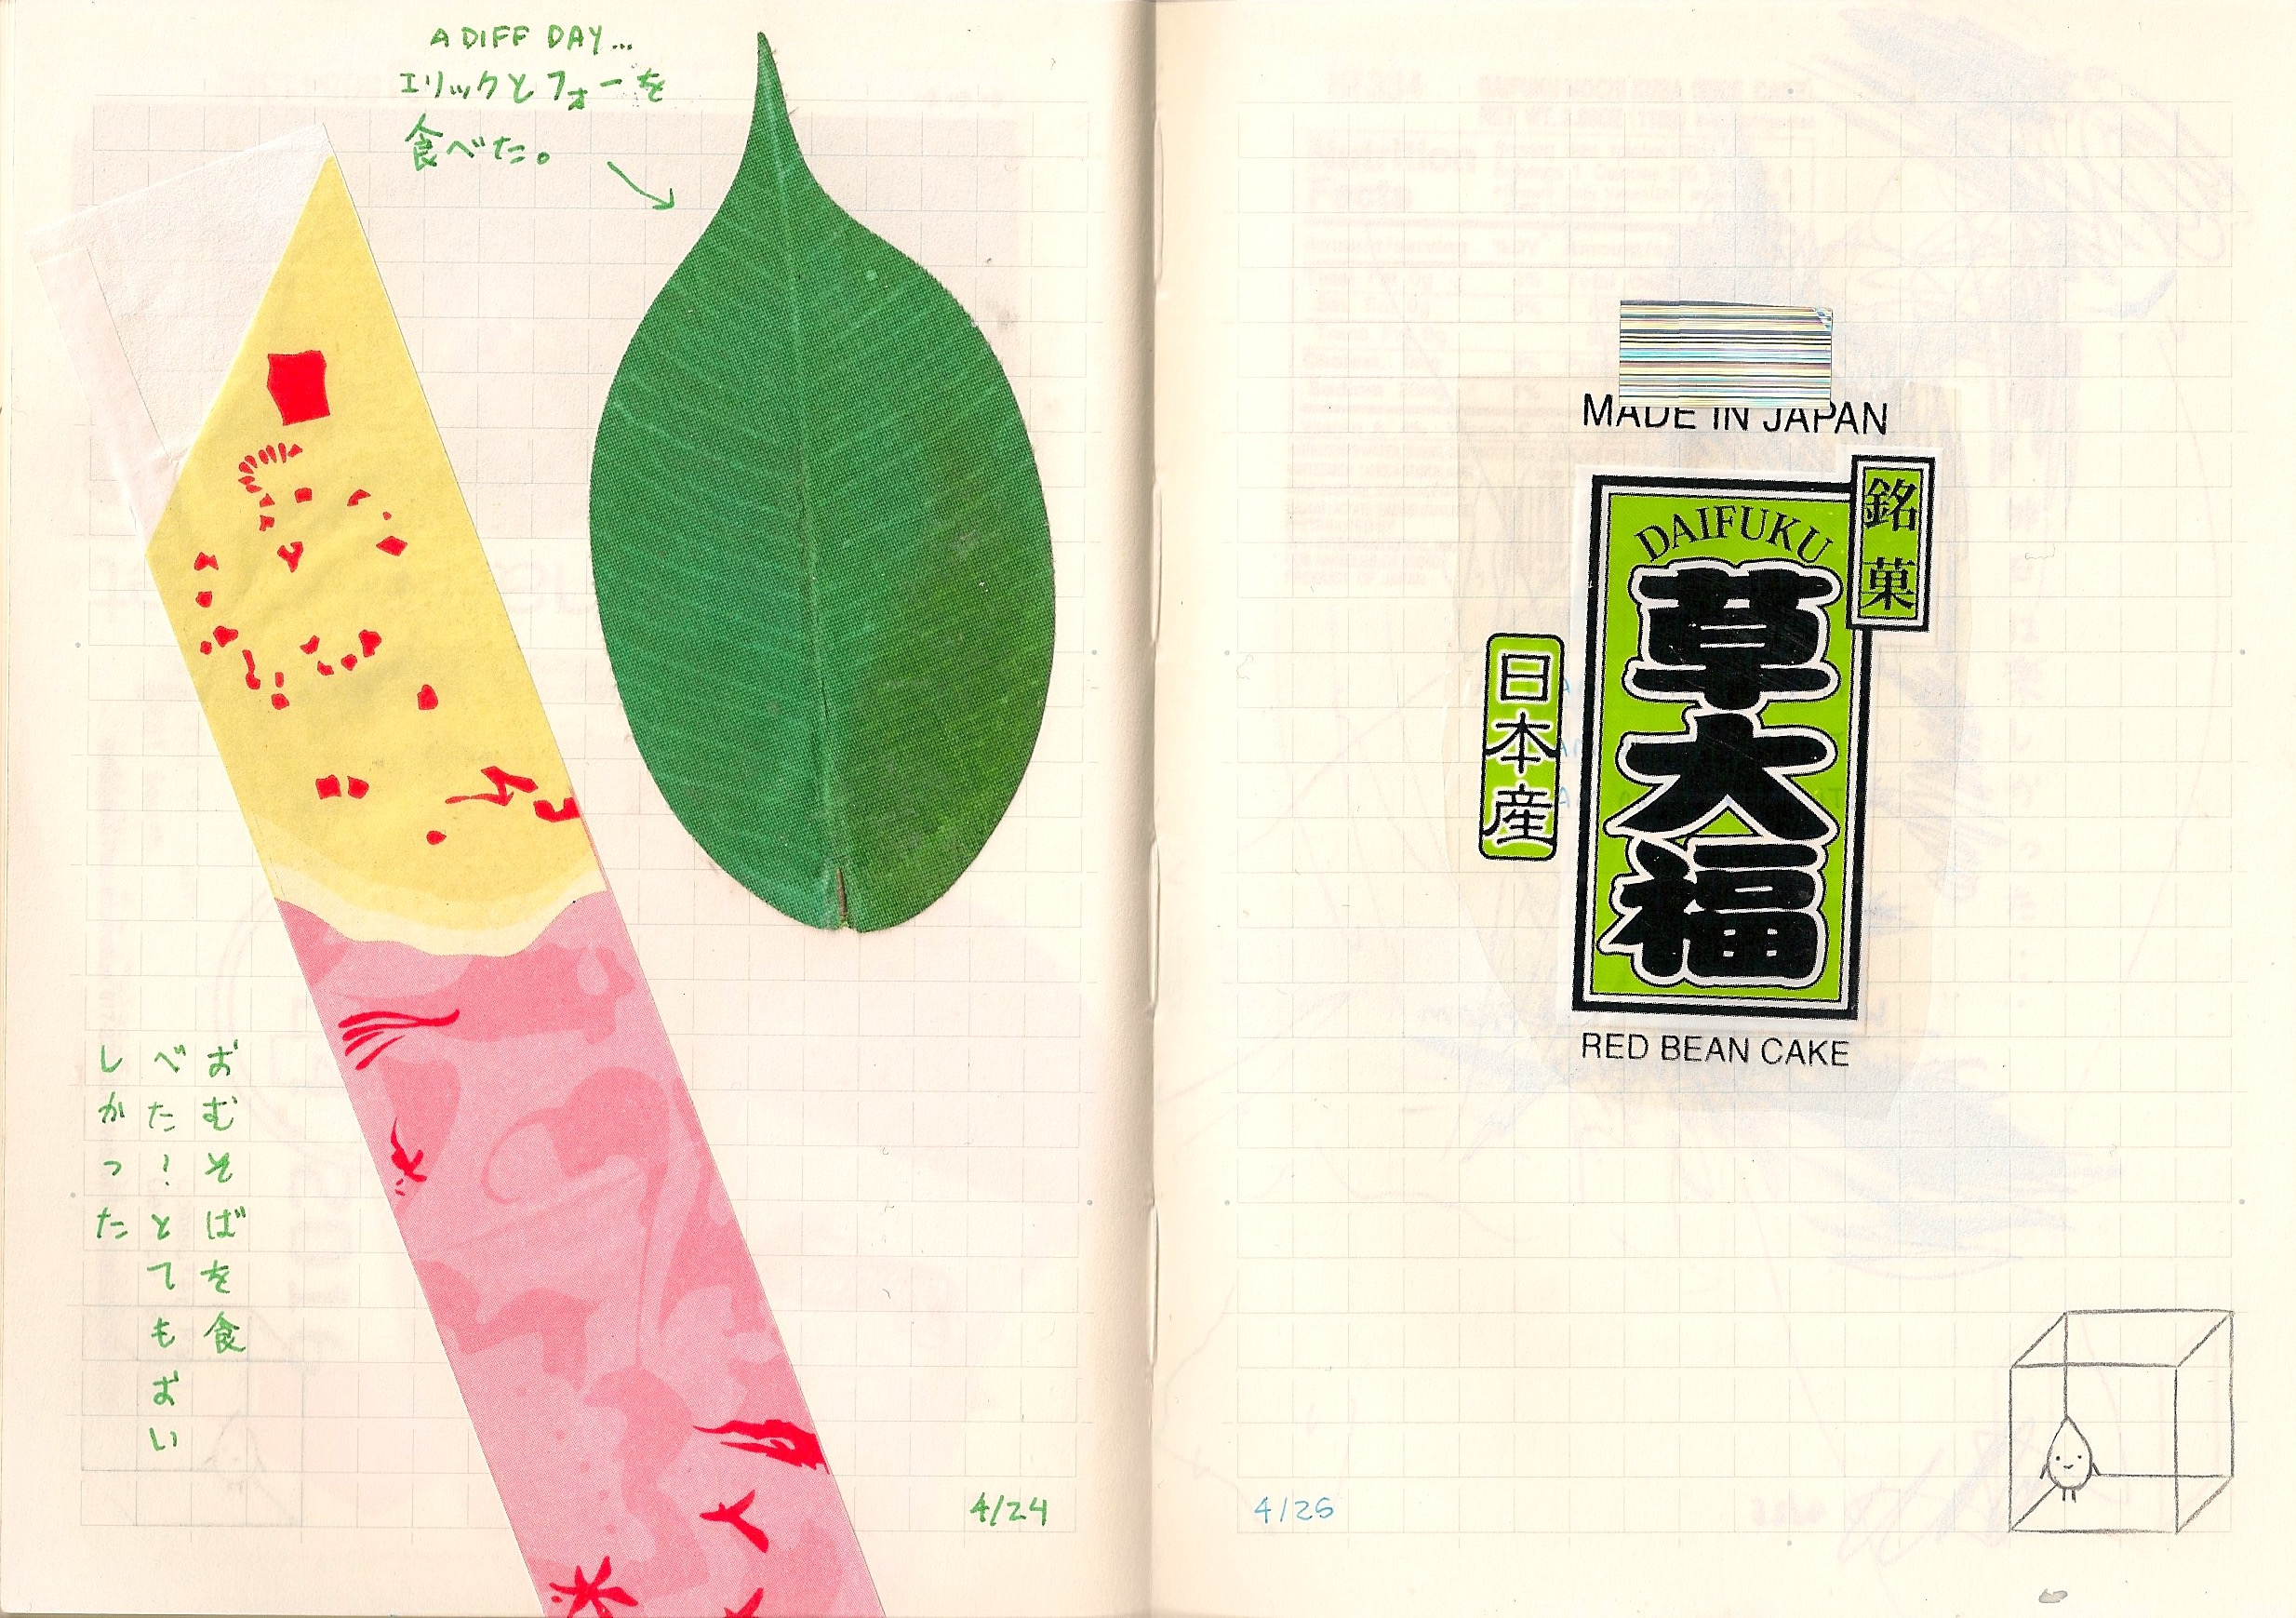 A DIFF DAY...
エリックとフォーを
食べた。
おむそばを食
べた！とてもおい
しかった
4/24
MADE IN JAPAN
銘菓
DAIFUKU
草大福
日本産
RED BEAN CAKE
4/25